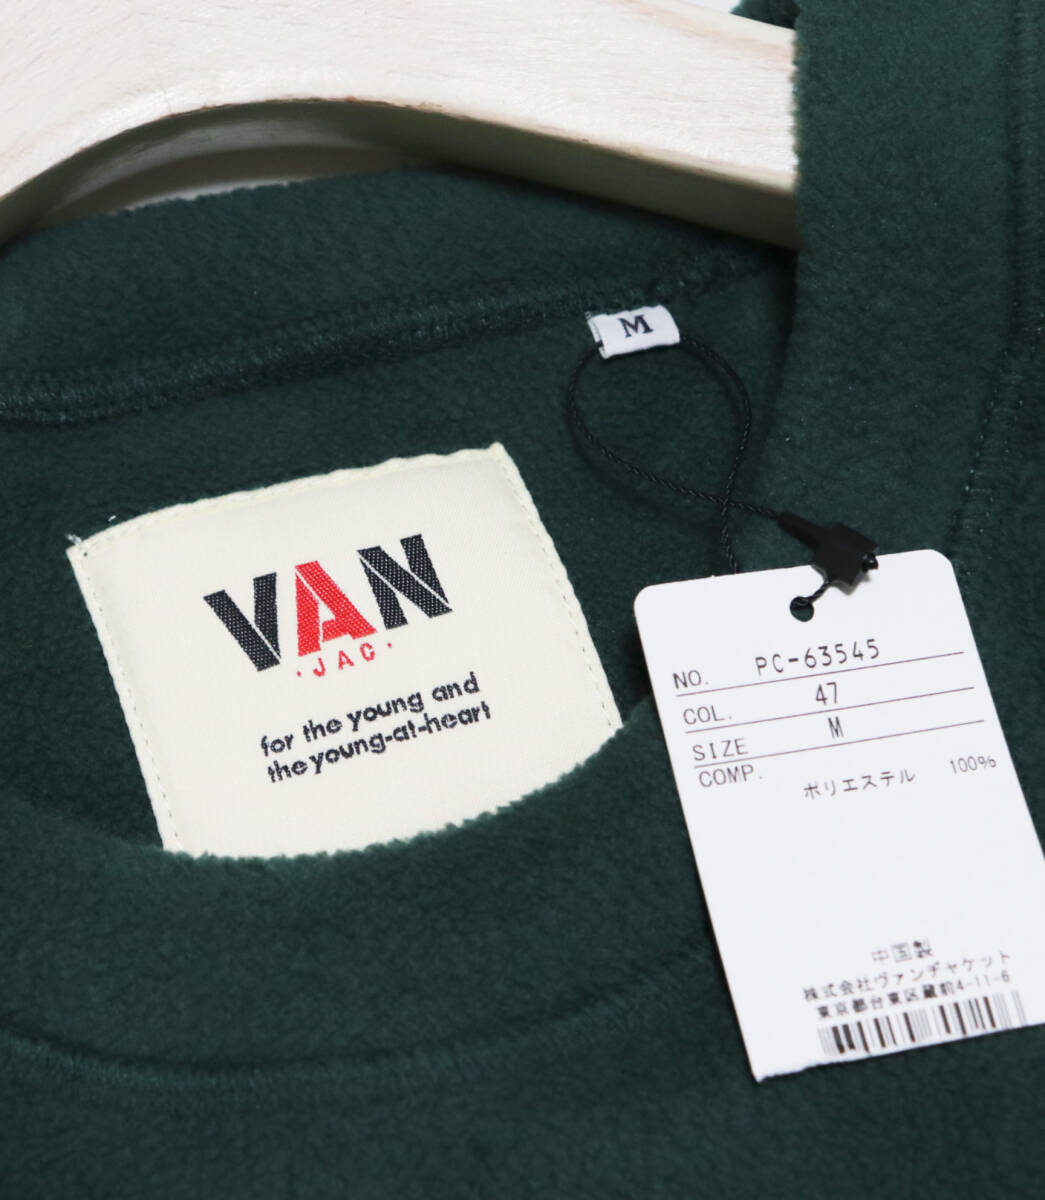 M
VAN
·JAC·
for the young and
the young-at-heart
NO. PC-63545
COL. 47
SIZE M
COMP.
ポリエステル 100%
中国製
株式会社ヴァンヂャケット
東京都台東区蔵前4-11-6